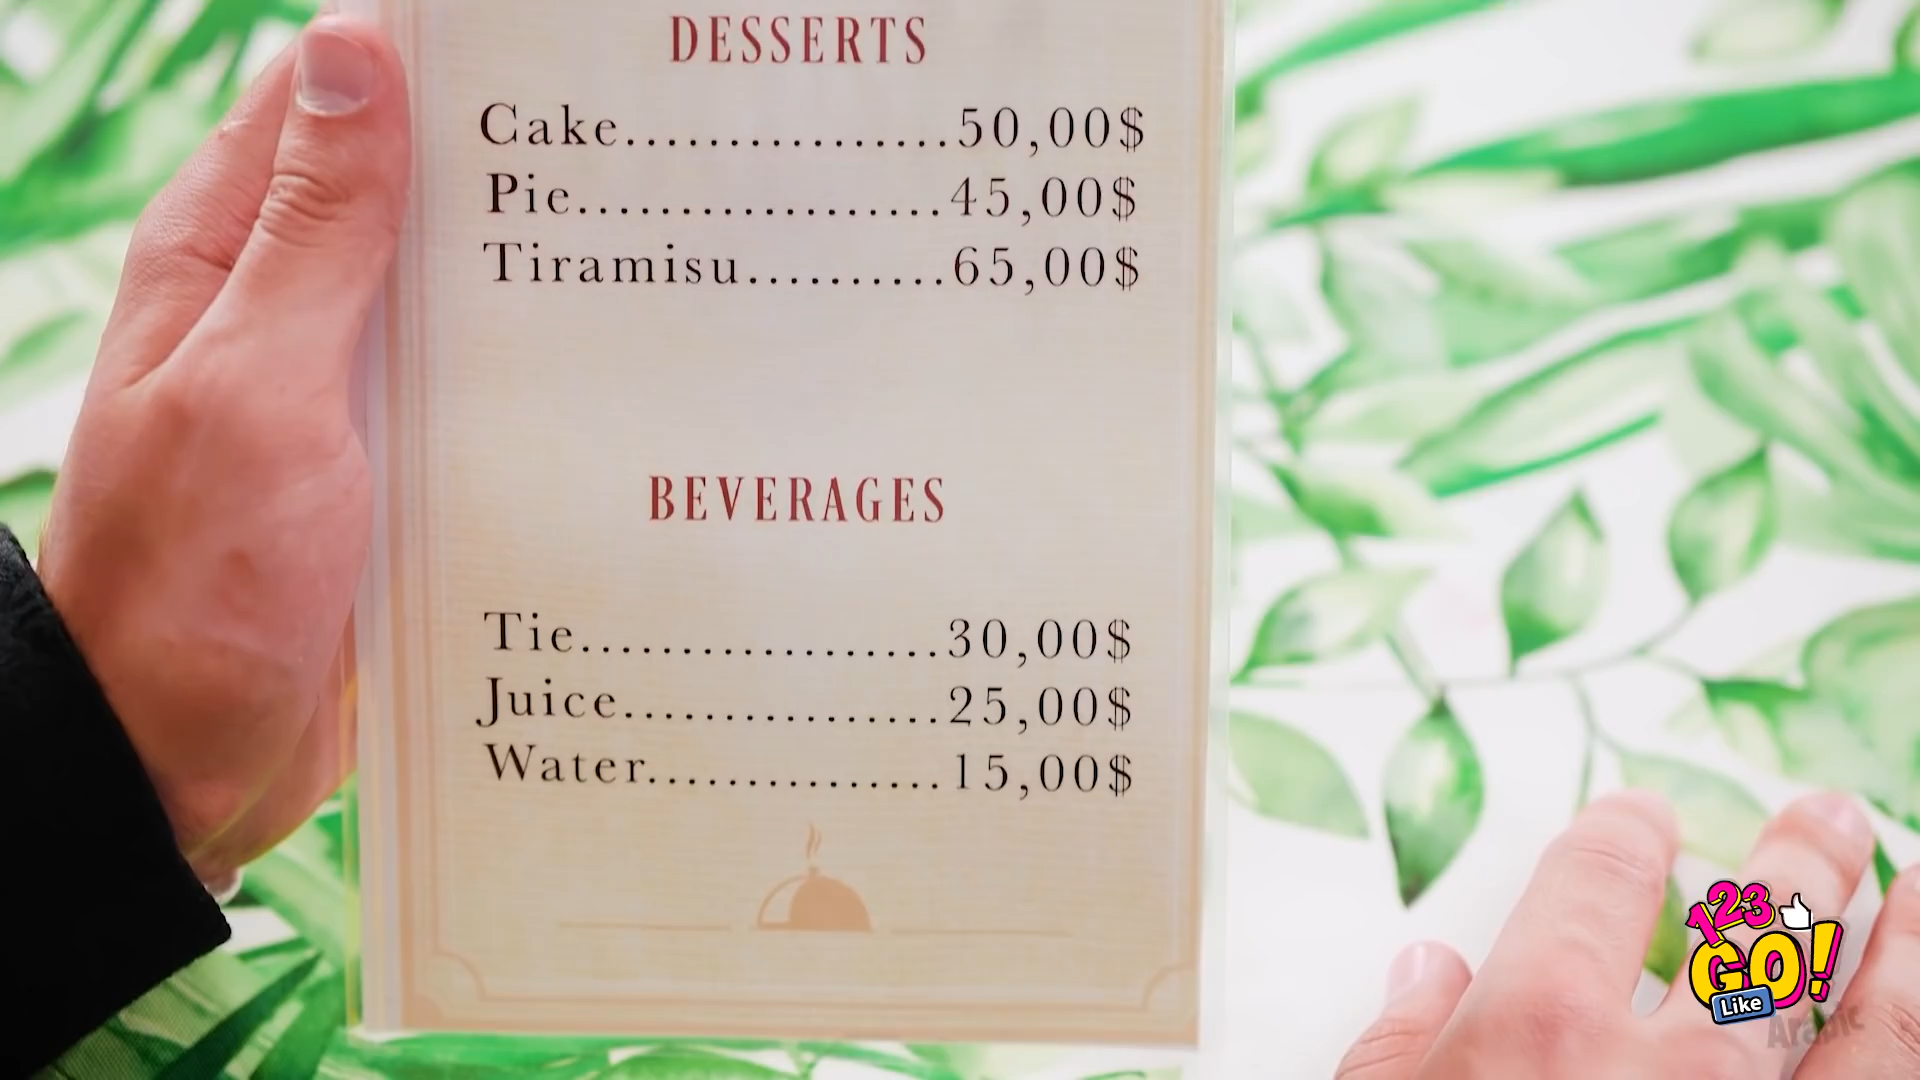 DESSERTS
Cake................50,00$
Pie..................45,00$
Tiramisu..........65,00$
BEVERAGES
Tie..................30,00$
Juice................25,00$
Water...............15,00$
123
GO!
Like
Arabic